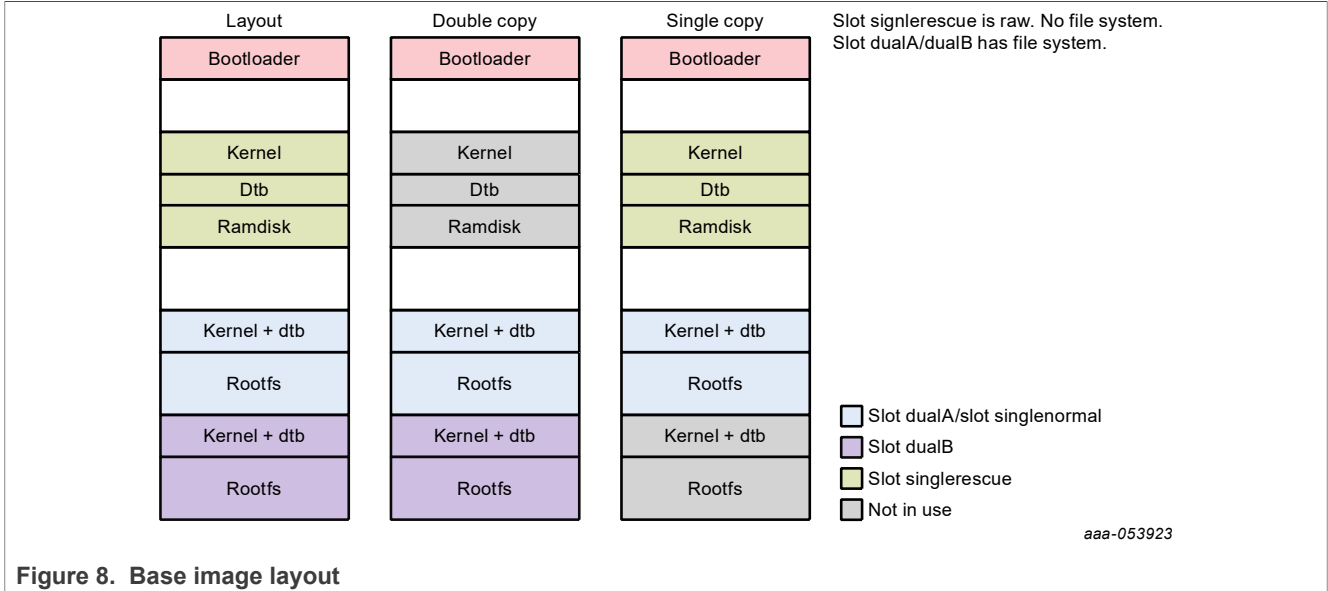 Layout
Double copy
Single copy
Slot signlerescue is raw. No file system.
Slot dualA/dualB has file system.
Bootloader
Bootloader
Bootloader
Kernel
Kernel
Kernel
Dtb
Dtb
Dtb
Ramdisk
Ramdisk
Ramdisk
Kernel + dtb
Kernel + dtb
Kernel + dtb
Rootfs
Rootfs
Rootfs
Kernel + dtb
Kernel + dtb
Kernel + dtb
Rootfs
Rootfs
Rootfs
Slot dualA/slot singlenormal
Slot dualB
Slot singlerescue
Not in use
aaa-053923
Figure 8. Base image layout